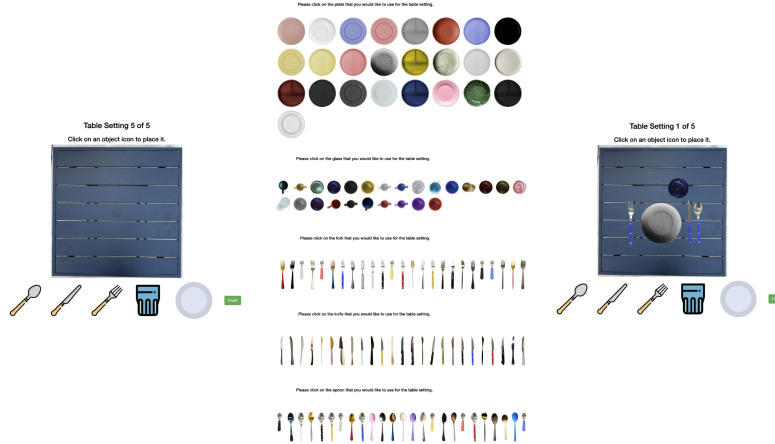 Table Setting 5 of 5
Click on an object icon to place it.
Please click on the plate that you would like to use for the table setting.
Please click on the glass that you would like to use for the table setting.
Please click on the fork that you would like to use for the table setting.
Please click on the knife that you would like to use for the table setting.
Please click on the spoon that you would like to use for the table setting.
Table Setting 1 of 5
Click on an object icon to place it.